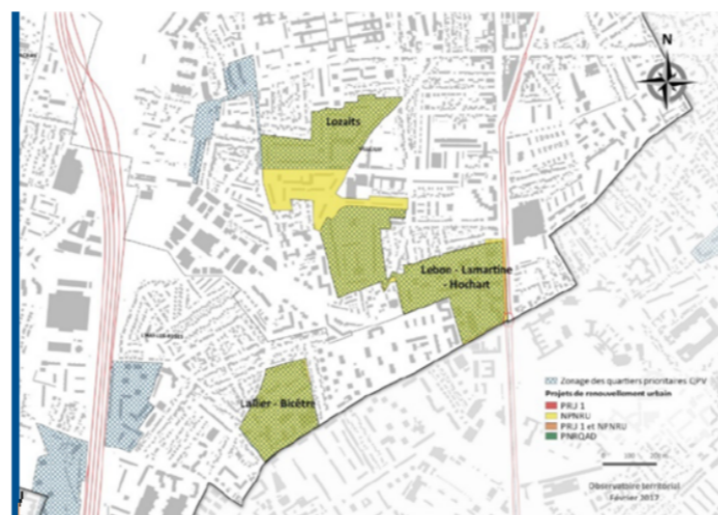 N
Lozaits
Lebon - Lamartine
- Hochart
Lallier - Bicêtre
Zonage des quartiers prioritaires QPV
Projets de renouvellement urbain
PRU 1
NPNRU
PRU 1 et NPNRU
PNRQAD
Observatoire territorial
Février 2017